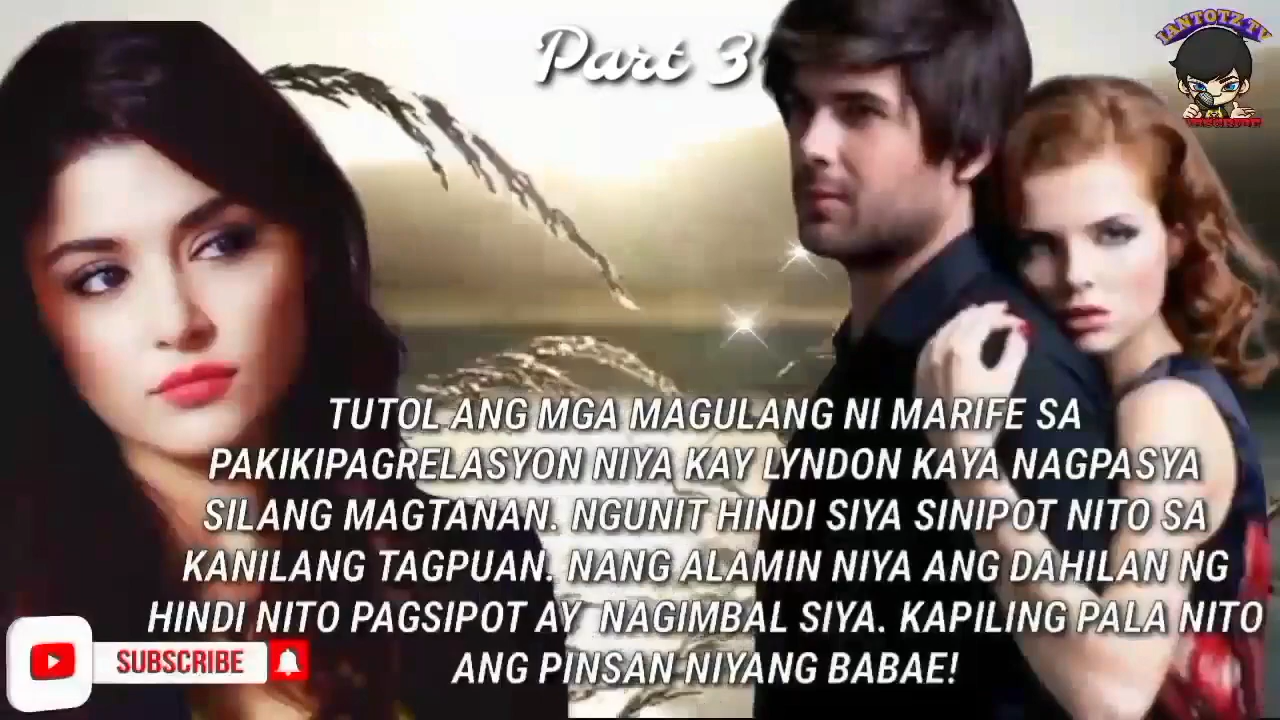 Part 3
IANTOTZ TV
TUTOL ANG MGA MAGULANG NI MARIFE SA
PAKIKIPAGRELASYON NIYA KAY LYNDON KAYA NAGPASYA
SILANG MAGTANAN. NGUNIT HINDI SIYA SINIPOT NITO SA
KANILANG TAGPUAN. NANG ALAMIN NIYA ANG DAHILAN NG
HINDI NITO PAGSIPOT AY NAGIMBAL SIYA. KAPILING PALA NITO
ANG PINSAN NIYANG BABAE!
SUBSCRIBE